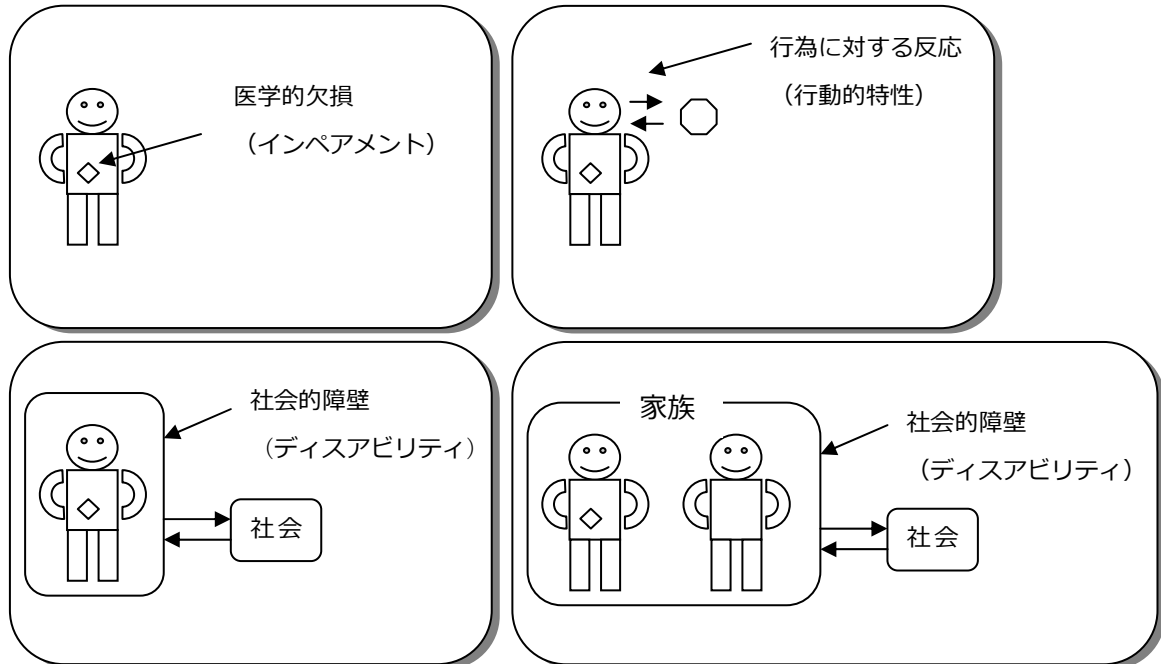 医学的欠損
（インペアメント）
行為に対する反応
（行動的特性）
社会的障壁
（ディスアビリティ）
社会
家族
社会的障壁
（ディスアビリティ）
社会